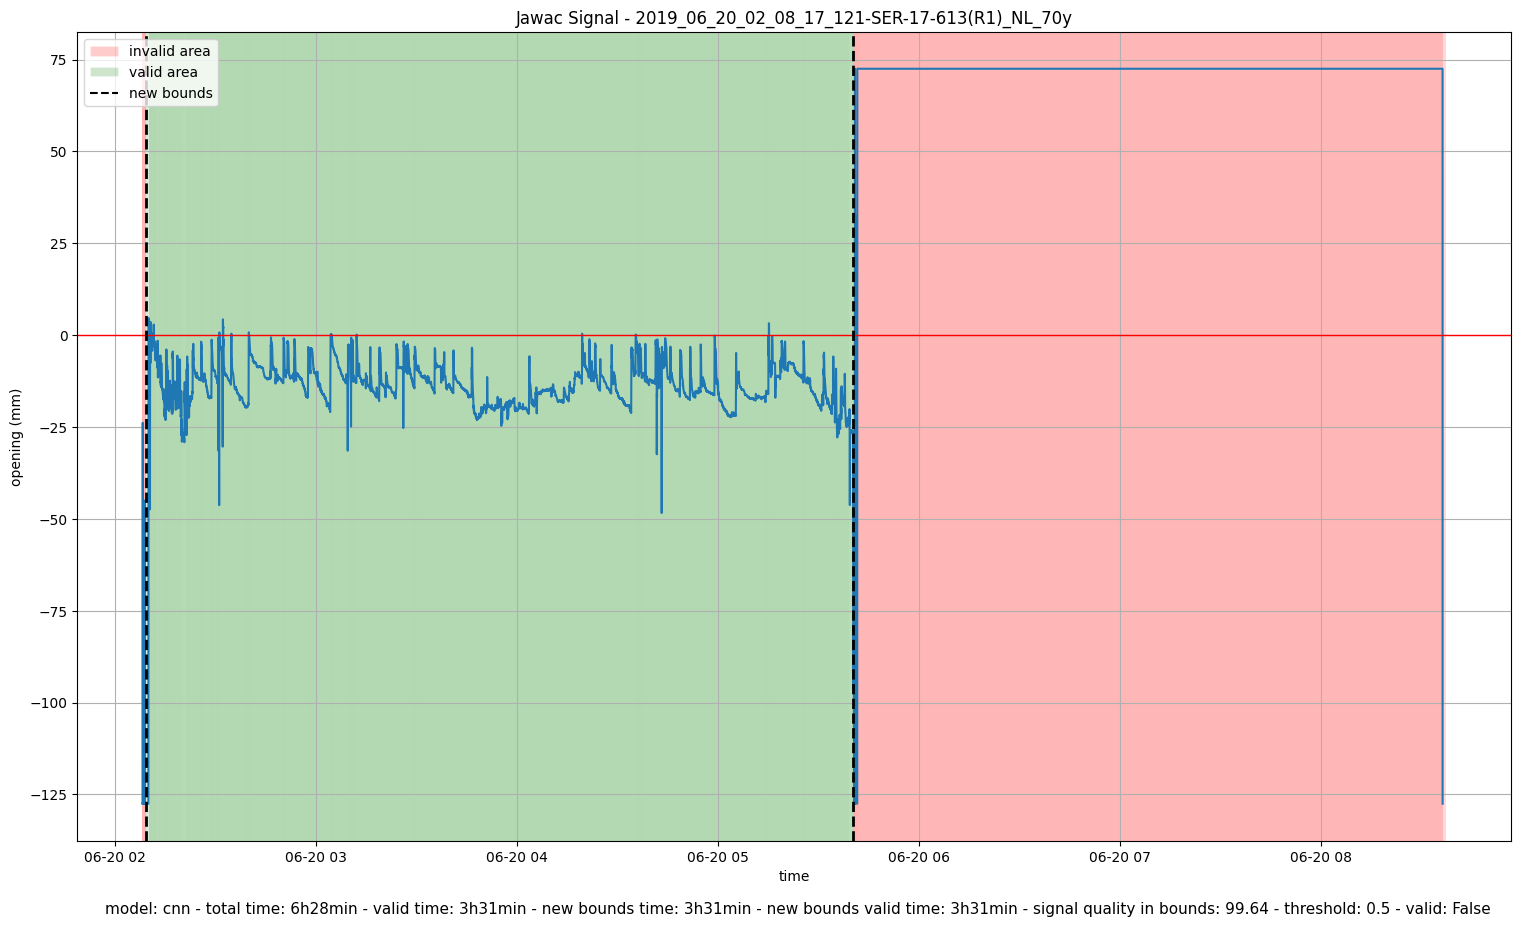 Jawac Signal - 2019_06_20_02_08_17_121-SER-17-613(R1)_NL_70y
invalid area
valid area
new bounds
75
50
25
0
−25
−50
−75
−100
−125
opening (mm)
06-20 02
06-20 03
06-20 04
06-20 05
06-20 06
06-20 07
06-20 08
time
model: cnn - total time: 6h28min - valid time: 3h31min - new bounds time: 3h31min - new bounds valid time: 3h31min - signal quality in bounds: 99.64 - threshold: 0.5 - valid: False